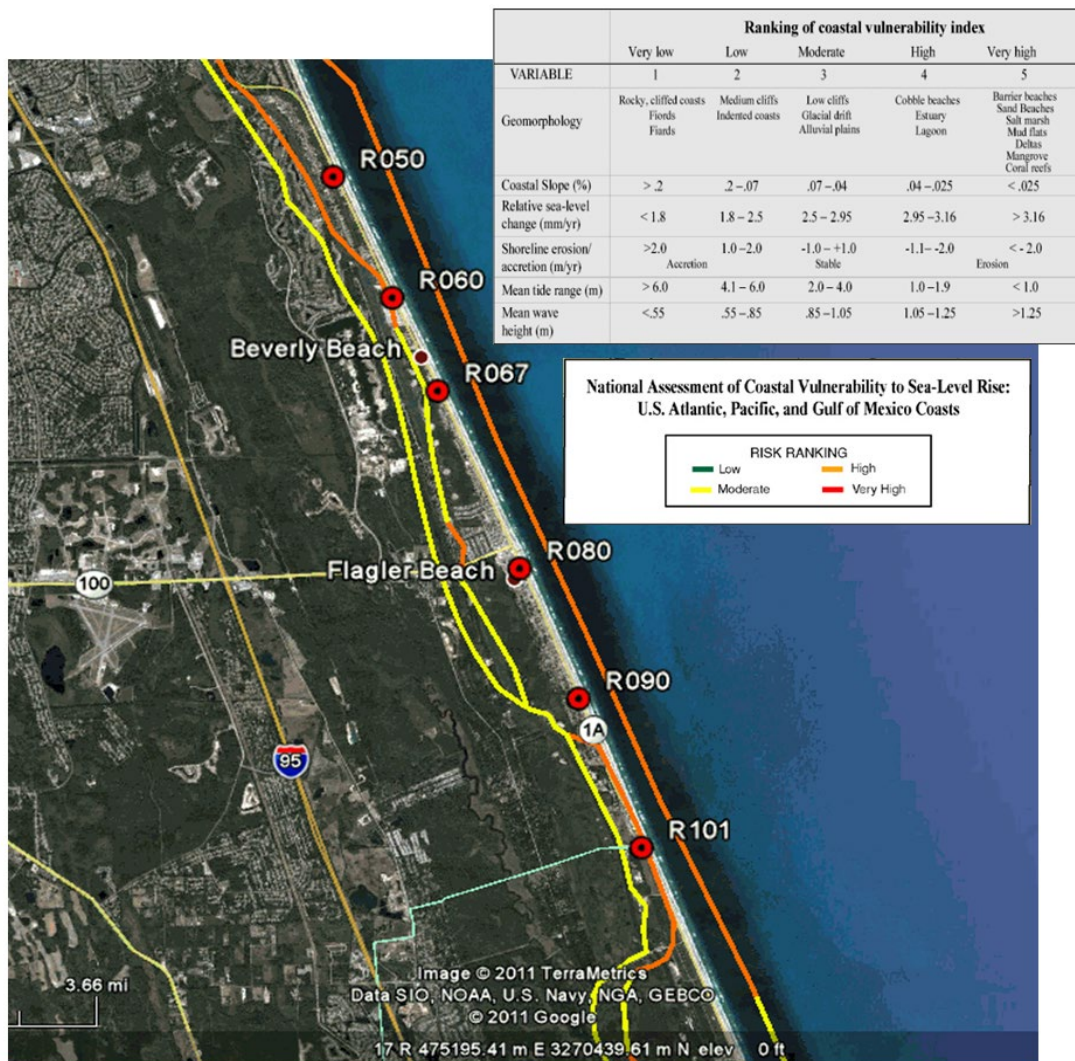 Ranking of coastal vulnerability index
Very low Low Moderate High Very high
VARIABLE 1 2 3 4 5
Geomorphology
Rocky, cliffed coasts
Fiords
Fiards
Medium cliffs
Indented coasts
Low cliffs
Glacial drift
Alluvial plains
Cobble beaches
Estuary
Lagoon
Barrier beaches
Sand Beaches
Salt marsh
Mud flats
Deltas
Mangrove
Coral reefs
Coastal Slope (%) > .2 .2 – .07 .07 – .04 .04 – .025 < .025
Relative sea-level
change (mm/yr)
< 1.8 1.8 – 2.5 2.5 – 2.95 2.95 – 3.16 > 3.16
Shoreline erosion/
accretion (m/yr)
>2.0 1.0 – 2.0 -1.0 – +1.0 -1.1 – -2.0 < - 2.0
Accretion Stable Erosion
Mean tide range (m) > 6.0 4.1 – 6.0 2.0 – 4.0 1.0 – 1.9 < 1.0
Mean wave
height (m)
<.55 .55 – .85 .85 – 1.05 1.05 – 1.25 >1.25
R050
R060
Beverly Beach
R067
National Assessment of Coastal Vulnerability to Sea-Level Rise:
U.S. Atlantic, Pacific, and Gulf of Mexico Coasts
RISK RANKING
Low High
Moderate Very High
R080
Flagler Beach
100
R090
1A
95
R101
3.66 mi
Image © 2011 TerraMetrics
Data SIO, NOAA, U.S. Navy, NGA, GEBCO
© 2011 Google
17 R 475195.41 m E 3270439.61 m N elev 0 ft